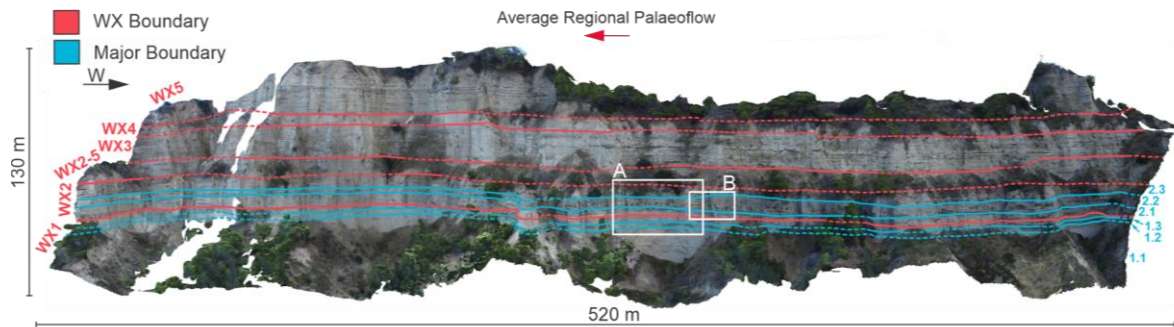 WX Boundary
Major Boundary
Average Regional Palaeoflow
W
130 m
WX5
WX4
WX3
WX2-5
WX2
WX1
A
B
2.3
2.2
2.1
1.3
1.2
1.1
520 m